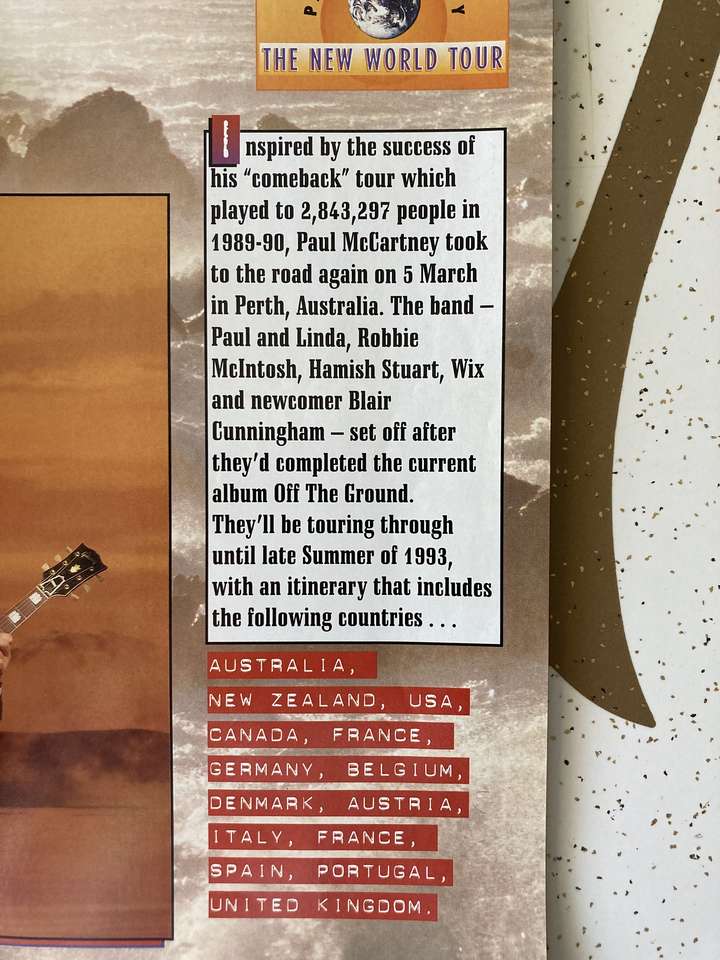 THE NEW WORLD TOUR
Inspired by the success of
his “comeback” tour which
played to 2,843,297 people in
1989-90, Paul McCartney took
to the road again on 5 March
in Perth, Australia. The band –
Paul and Linda, Robbie
McIntosh, Hamish Stuart, Wix
and newcomer Blair
Cunningham – set off after
they’d completed the current
album Off The Ground.
They’ll be touring through
until late Summer of 1993,
with an itinerary that includes
the following countries . . .
AUSTRALIA,
NEW ZEALAND, USA,
CANADA, FRANCE,
GERMANY, BELGIUM,
DENMARK, AUSTRIA,
ITALY, FRANCE,
SPAIN, PORTUGAL,
UNITED KINGDOM.